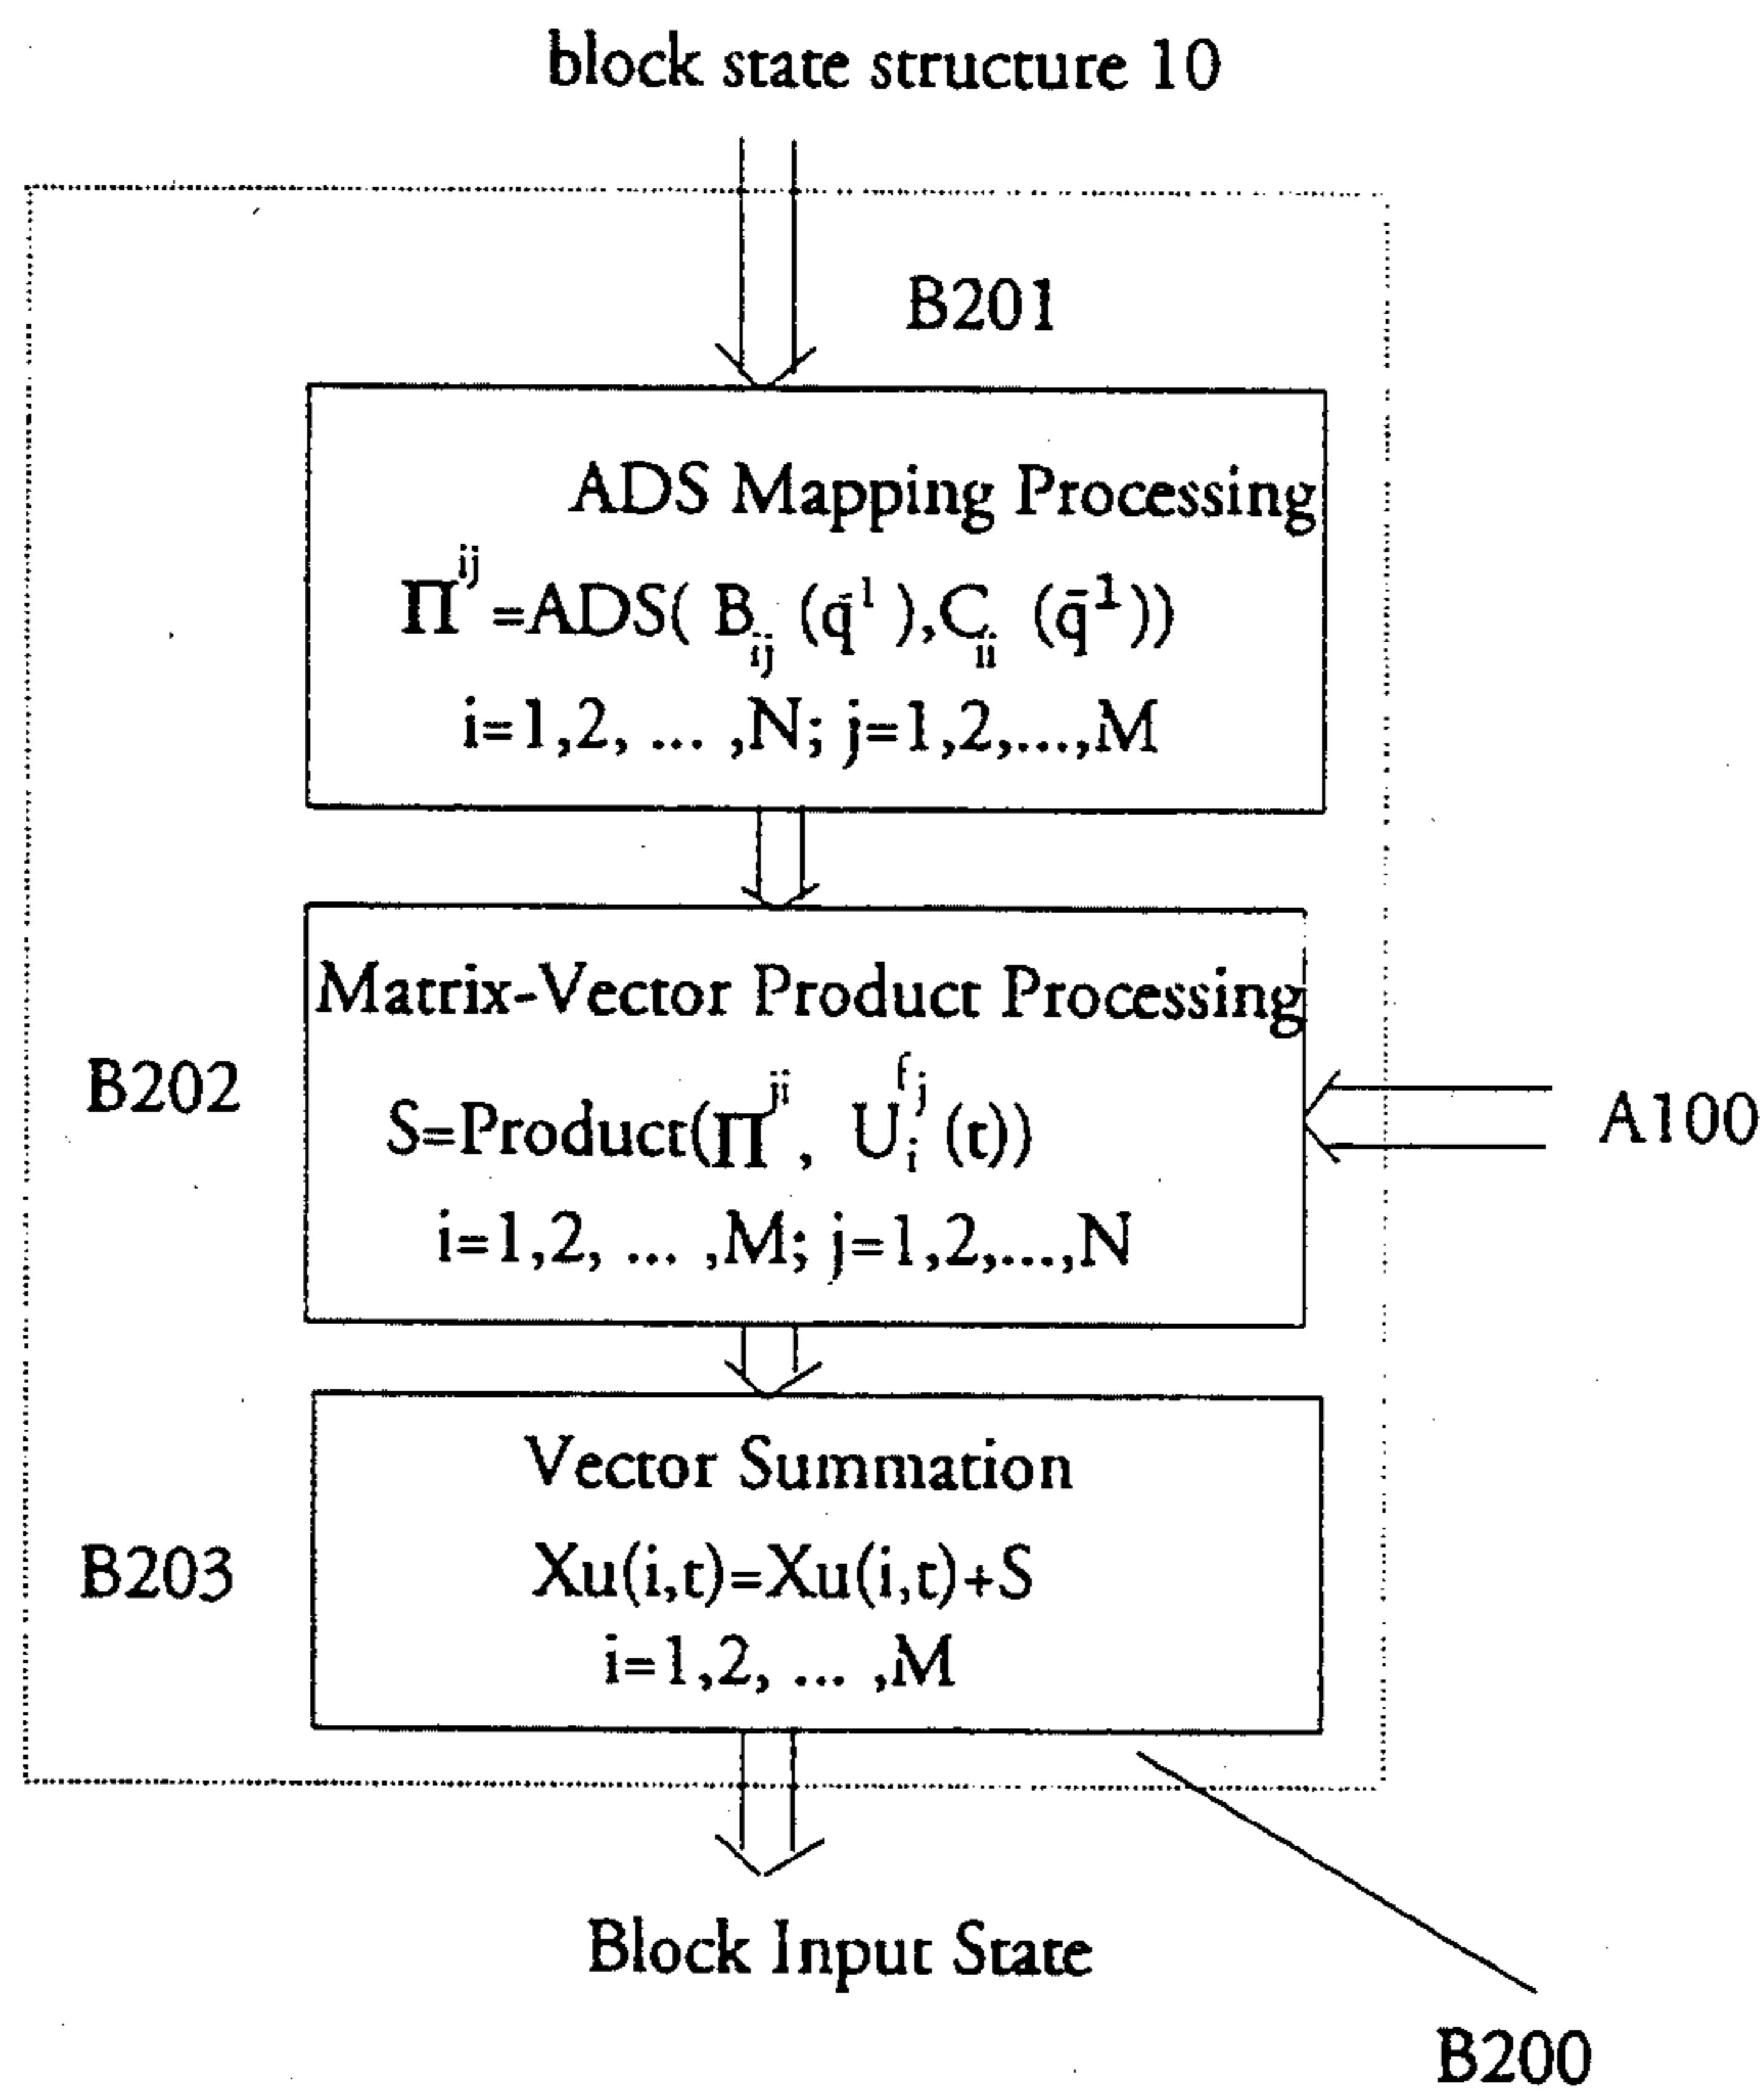 block state structure 10
B201
ADS Mapping Processing
Π^ij =ADS( B_ij (q̄^1 ),C_ii (q̄^1))
i=1,2, ... ,N; j=1,2,...,M
Matrix-Vector Product Processing
B202
S=Product(Π^ji , U_i^fj (t))
A100
i=1,2, ... ,M; j=1,2,...,N
Vector Summation
B203
Xu(i,t)=Xu(i,t)+S
i=1,2, ... ,M
Block Input State
B200